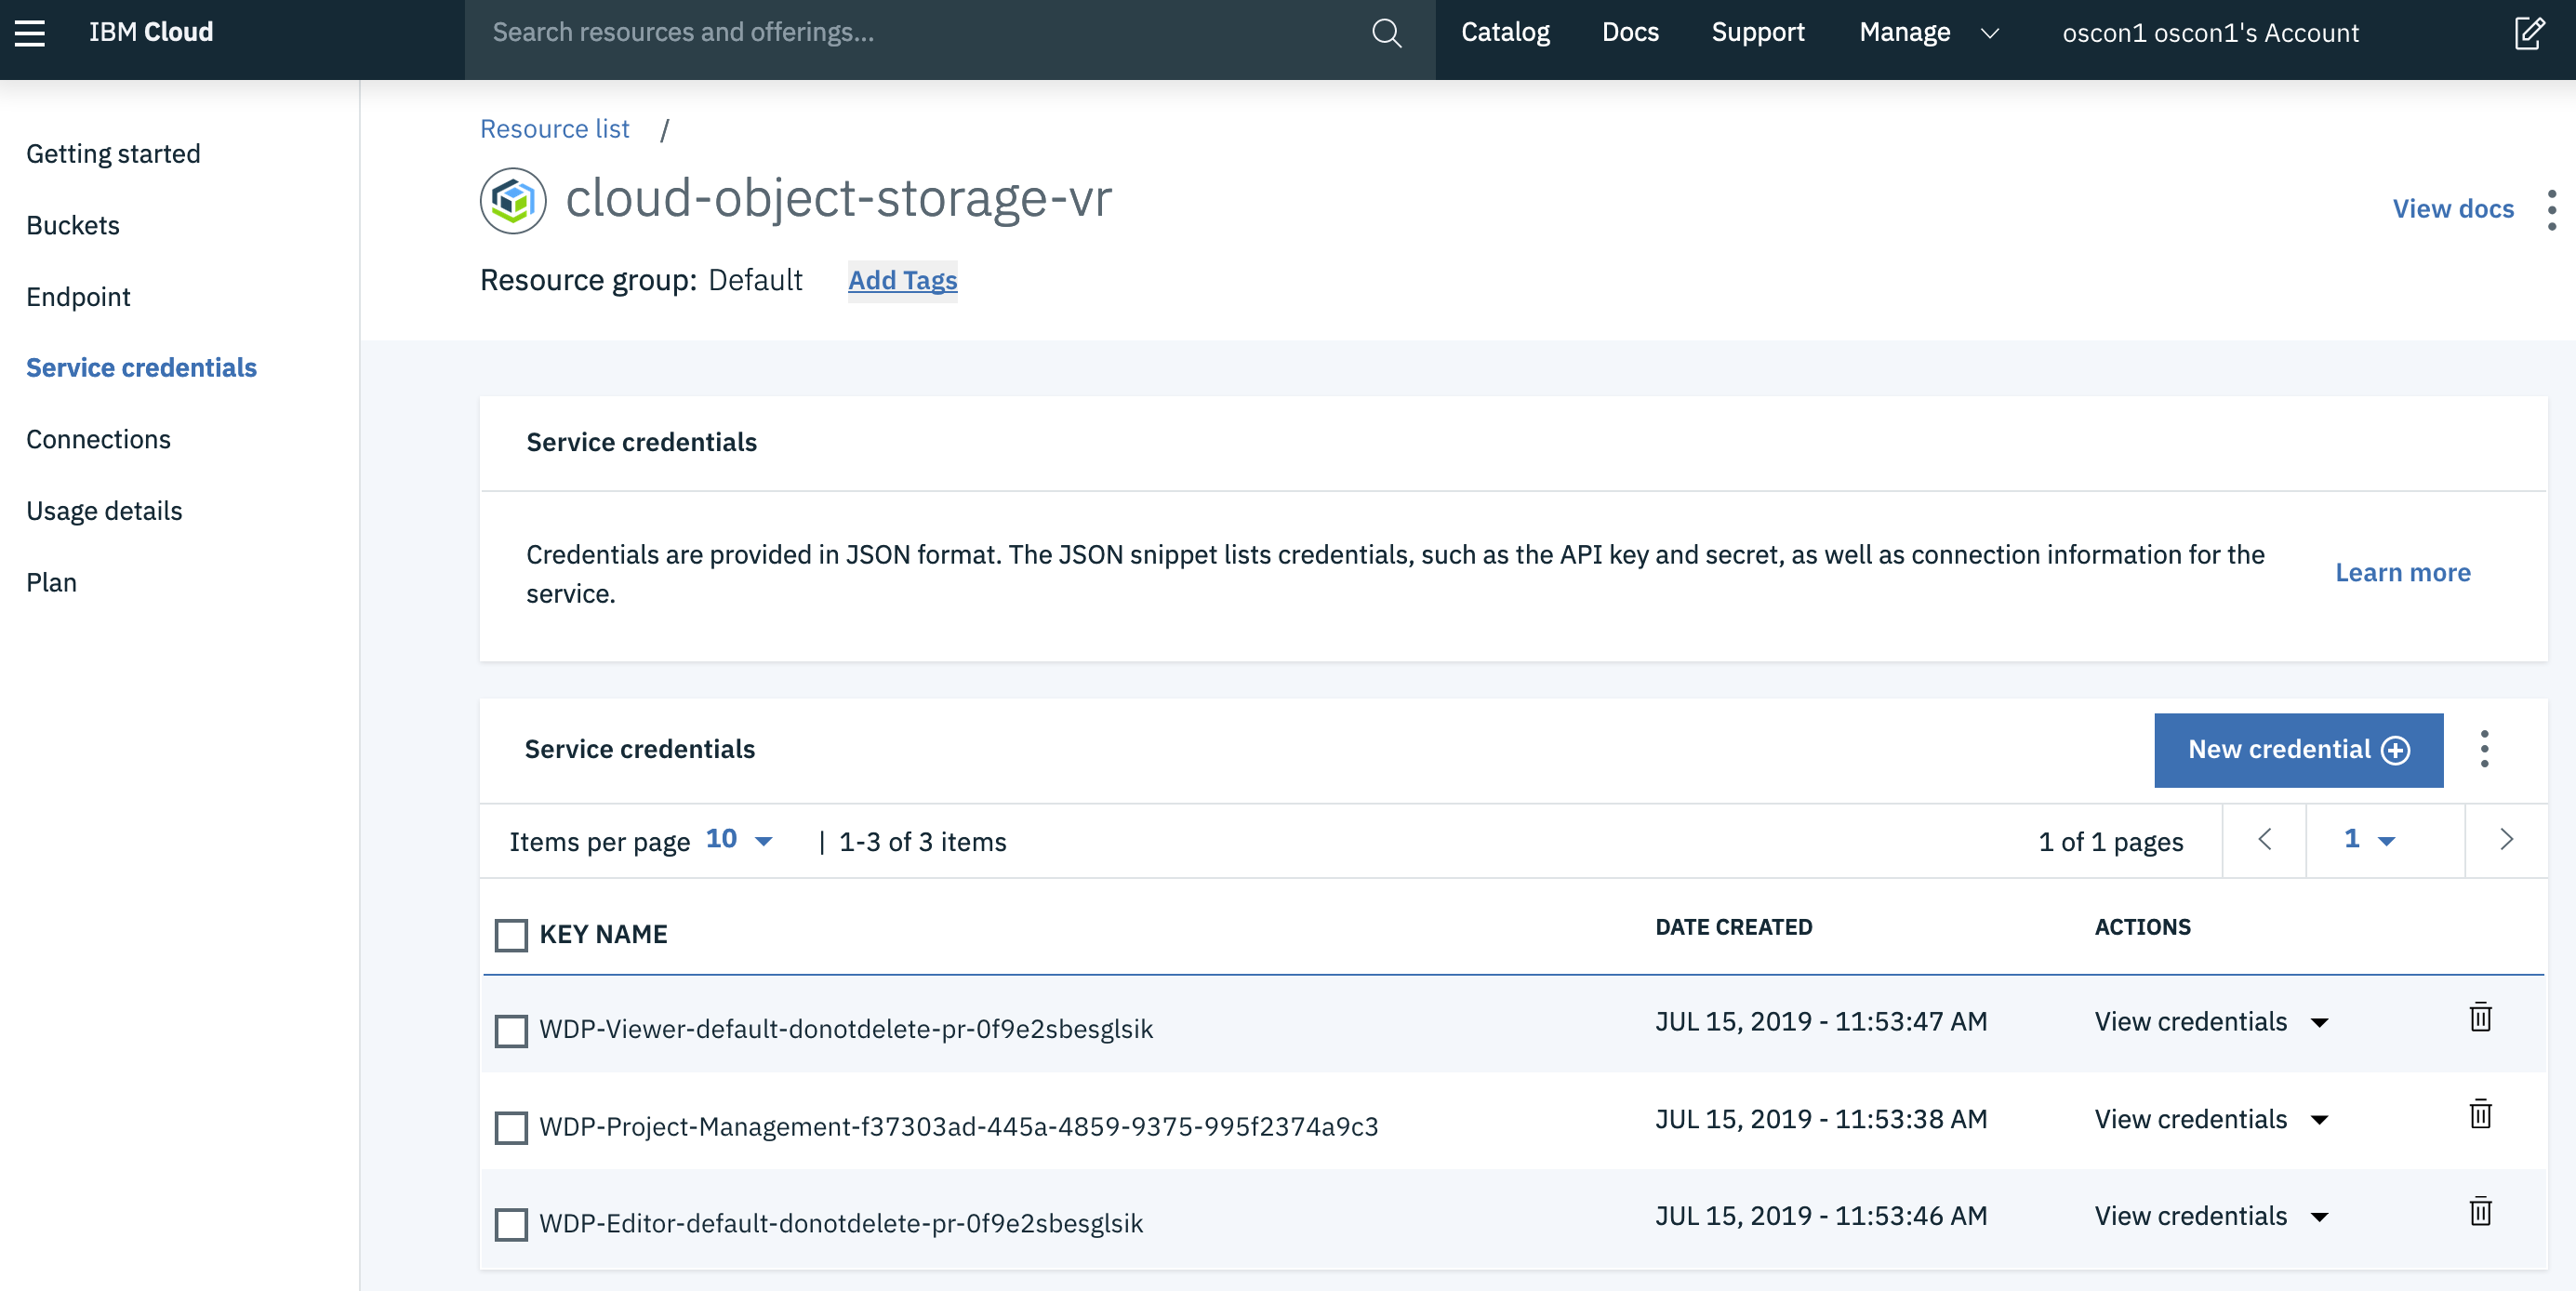 IBM Cloud
Search resources and offerings...
Catalog
Docs
Support
Manage
oscon1 oscon1's Account
Getting started
Buckets
Endpoint
Service credentials
Connections
Usage details
Plan
Resource list /
cloud-object-storage-vr
View docs
Resource group: Default
Add Tags
Service credentials
Credentials are provided in JSON format. The JSON snippet lists credentials, such as the API key and secret, as well as connection information for the
service.
Learn more
Service credentials
New credential
Items per page 10 | 1-3 of 3 items
1 of 1 pages
1
KEY NAME DATE CREATED ACTIONS
WDP-Viewer-default-donotdelete-pr-0f9e2sbesglsik JUL 15, 2019 - 11:53:47 AM View credentials
WDP-Project-Management-f37303ad-445a-4859-9375-995f2374a9c3 JUL 15, 2019 - 11:53:38 AM View credentials
WDP-Editor-default-donotdelete-pr-0f9e2sbesglsik JUL 15, 2019 - 11:53:46 AM View credentials